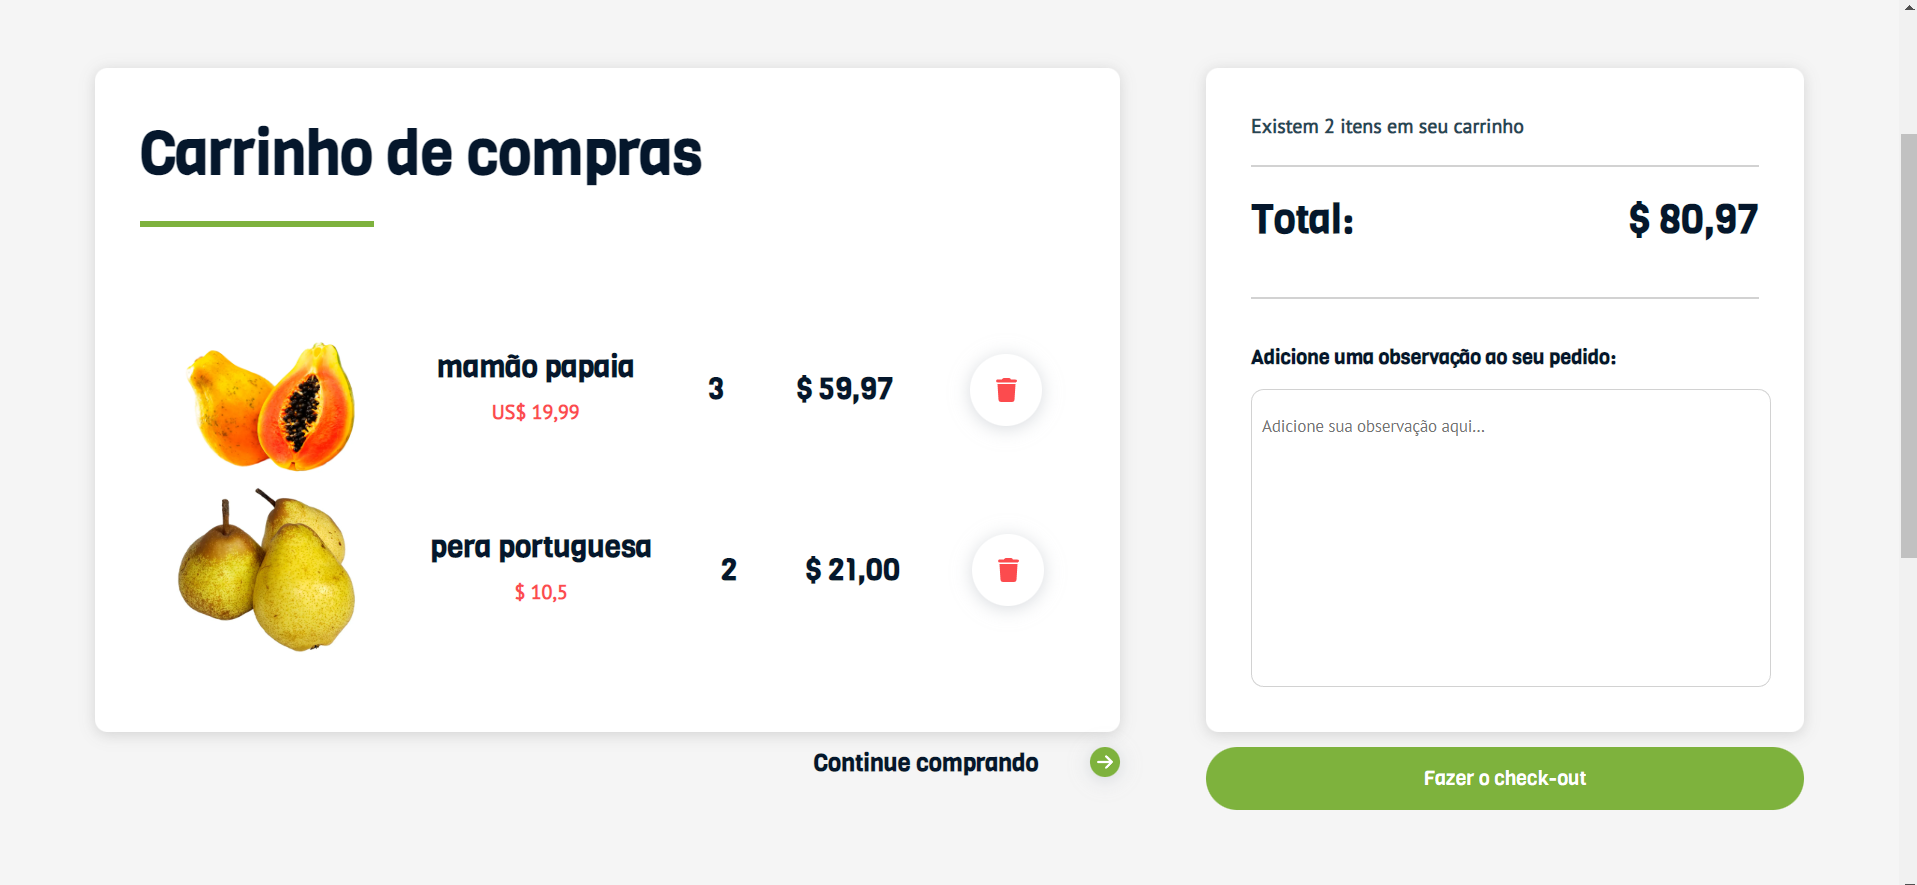 Carrinho de compras
mamão papaia
US$ 19,99
3
$ 59,97
pera portuguesa
$ 10,5
2
$ 21,00
Continue comprando
Existem 2 itens em seu carrinho
Total:
$ 80,97
Adicione uma observação ao seu pedido:
Adicione sua observação aqui...
Fazer o check-out